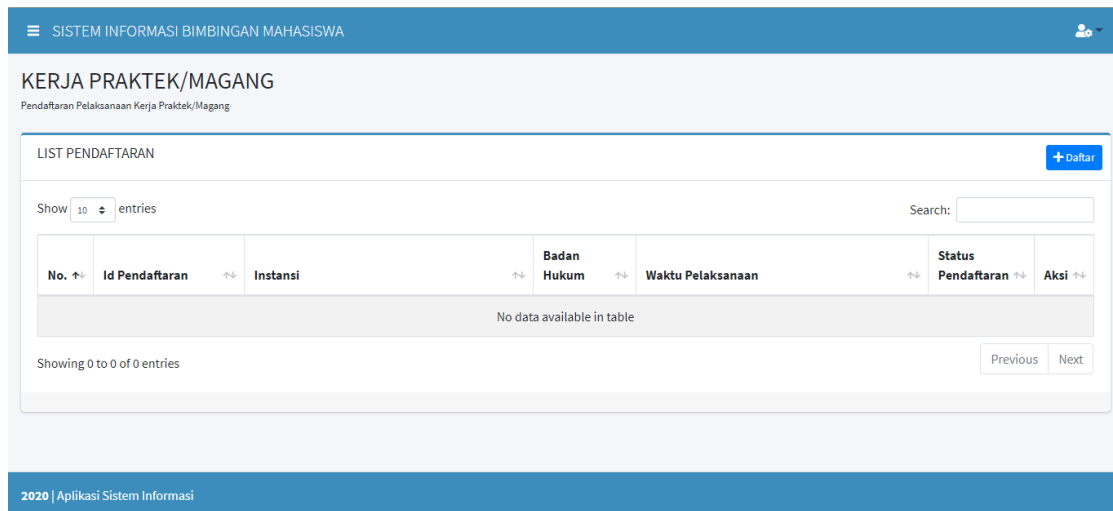 SISTEM INFORMASI BIMBINGAN MAHASISWA
KERJA PRAKTEK/MAGANG
Pendaftaran Pelaksanaan Kerja Praktek/Magang
LIST PENDAFTARAN
+ Daftar
Show 10 entries
Search:
No. Id Pendaftaran Instansi Badan Hukum Waktu Pelaksanaan Status Pendaftaran Aksi
No data available in table
Showing 0 to 0 of 0 entries
Previous Next
2020 | Aplikasi Sistem Informasi